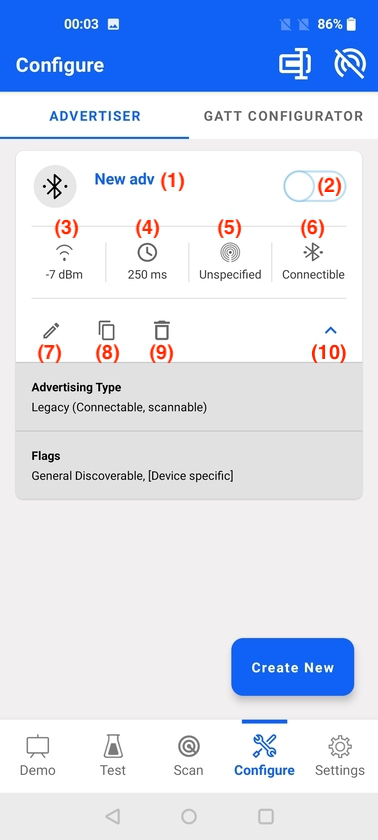 00:03
86%
Configure
ADVERTISER
GATT CONFIGURATOR
New adv (1)
(2)
(3) (4) (5) (6)
-7 dBm 250 ms Unspecified Connectible
(7) (8) (9) (10)
Advertising Type
Legacy (Connectable, scannable)
Flags
General Discoverable, [Device specific]
Create New
Demo Test Scan Configure Settings